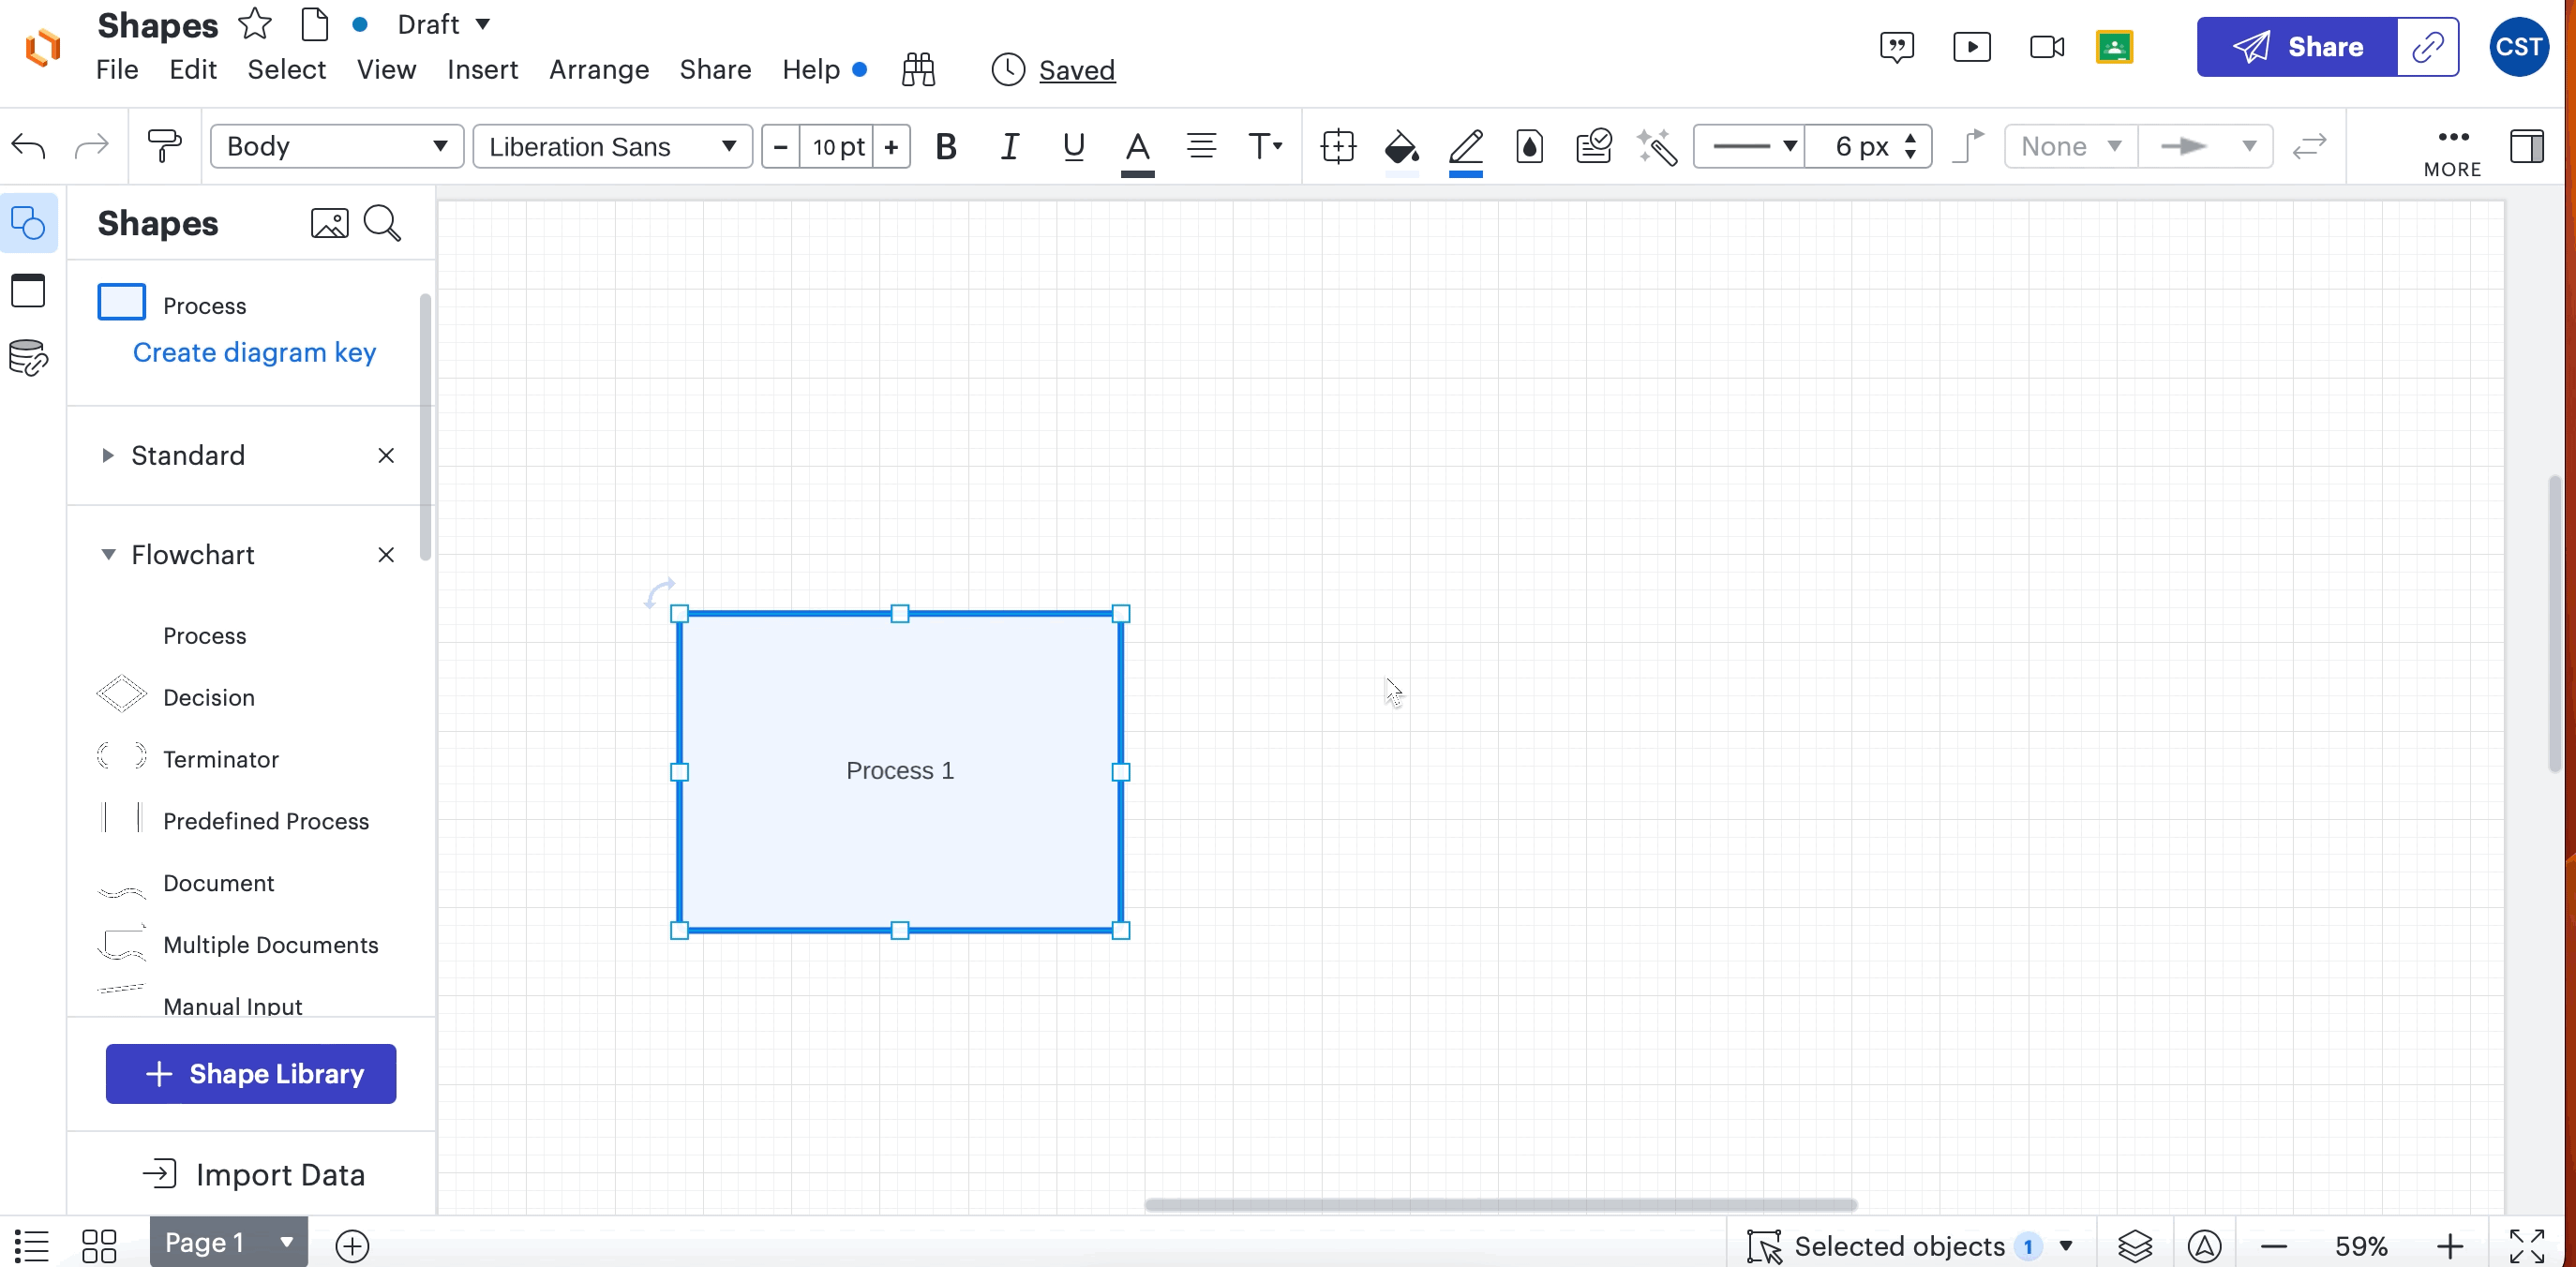 Shapes Draft
File Edit Select View Insert Arrange Share Help Saved
Share CST
Body Liberation Sans - 10 pt + B I U A T 6 px None MORE
Shapes
Process
Create diagram key
Standard
Flowchart
Process
Decision
Terminator
Predefined Process
Document
Multiple Documents
Manual Input
+ Shape Library
Import Data
Process 1
Page 1
Selected objects 1
59%